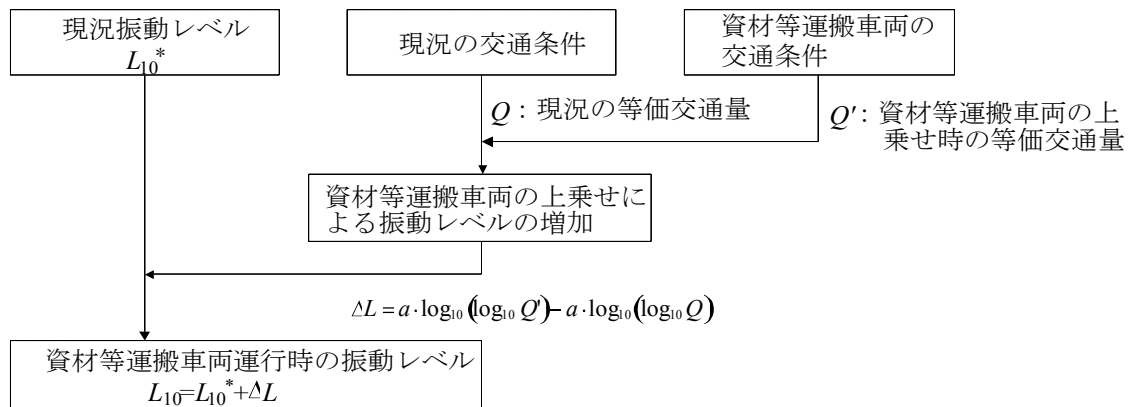 現況振動レベル
L₁₀*
現況の交通条件
資材等運搬車両の
交通条件
Q：現況の等価交通量
Q′：資材等運搬車両の上
乗せ時の等価交通量
資材等運搬車両の上乗せに
よる振動レベルの増加
ΔL = a·log₁₀(log₁₀ Q′) − a·log₁₀(log₁₀ Q)
資材等運搬車両運行時の振動レベル
L₁₀=L₁₀*+ΔL